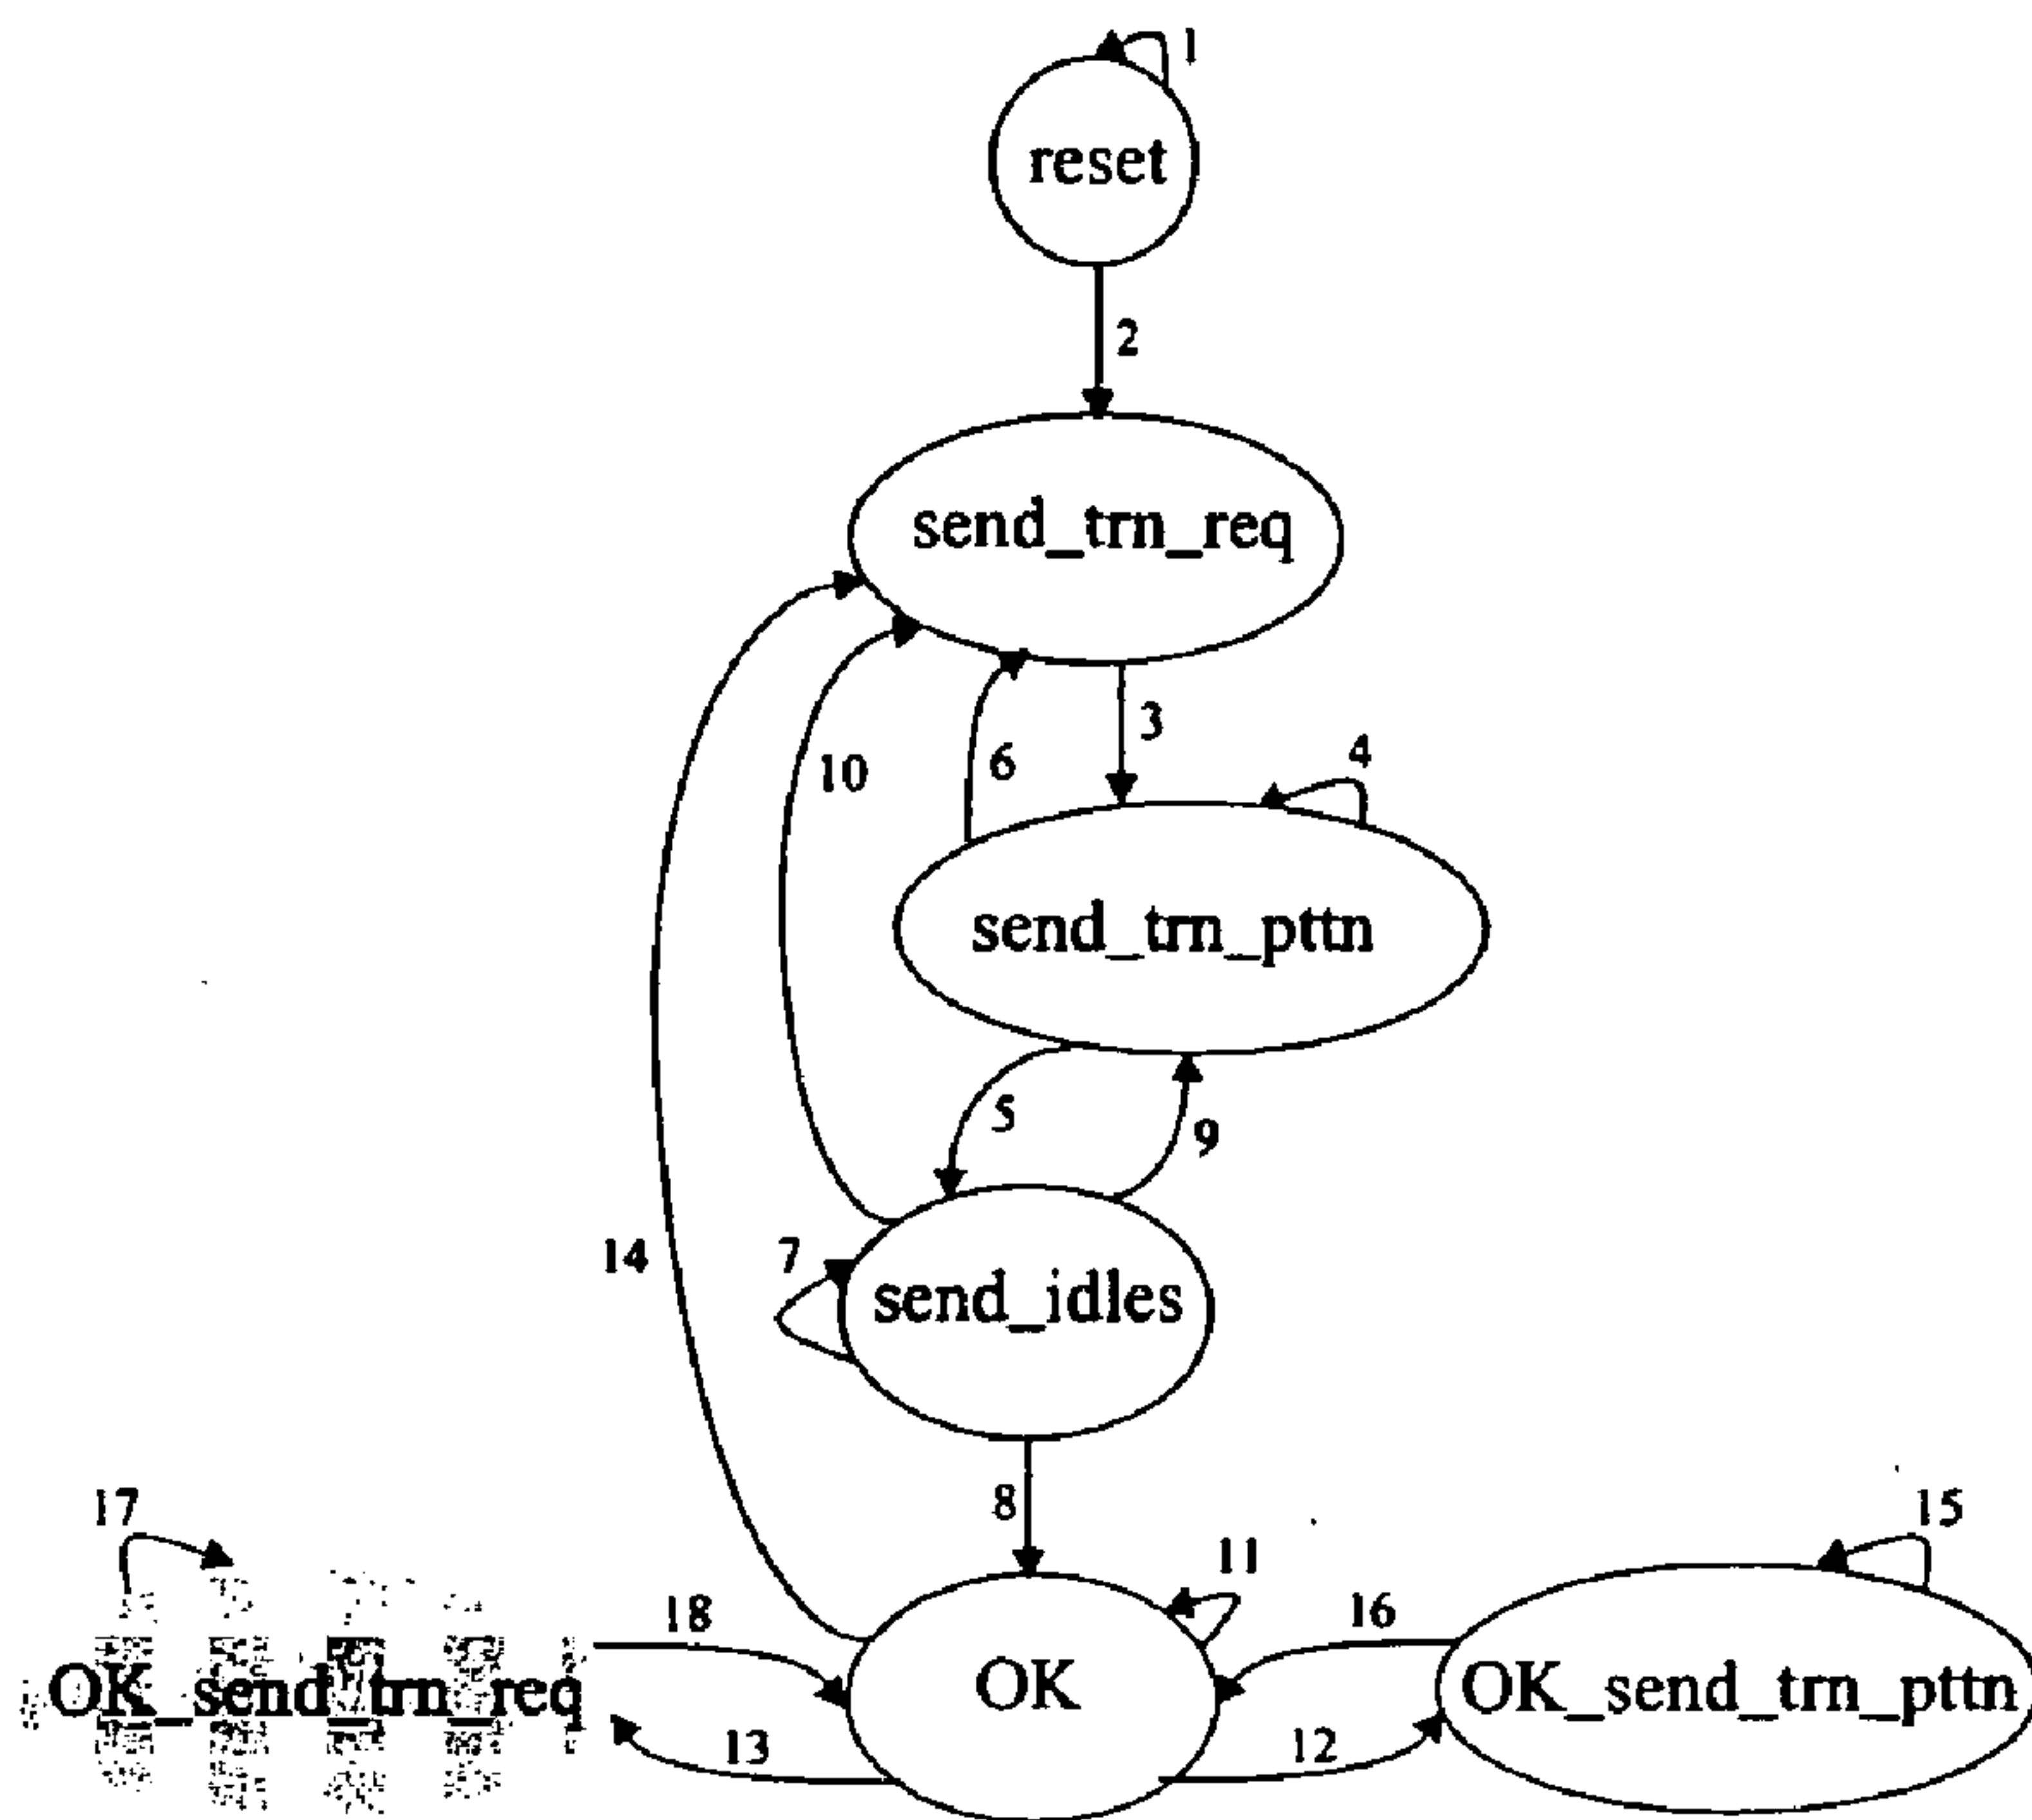 1
reset
2
send_trn_req
3
4
10
6
send_trn_pttn
5
9
14
7
send_idles
8
17
11
15
18
16
OK_send_trn_req
OK
OK_send_trn_pttn
13
12